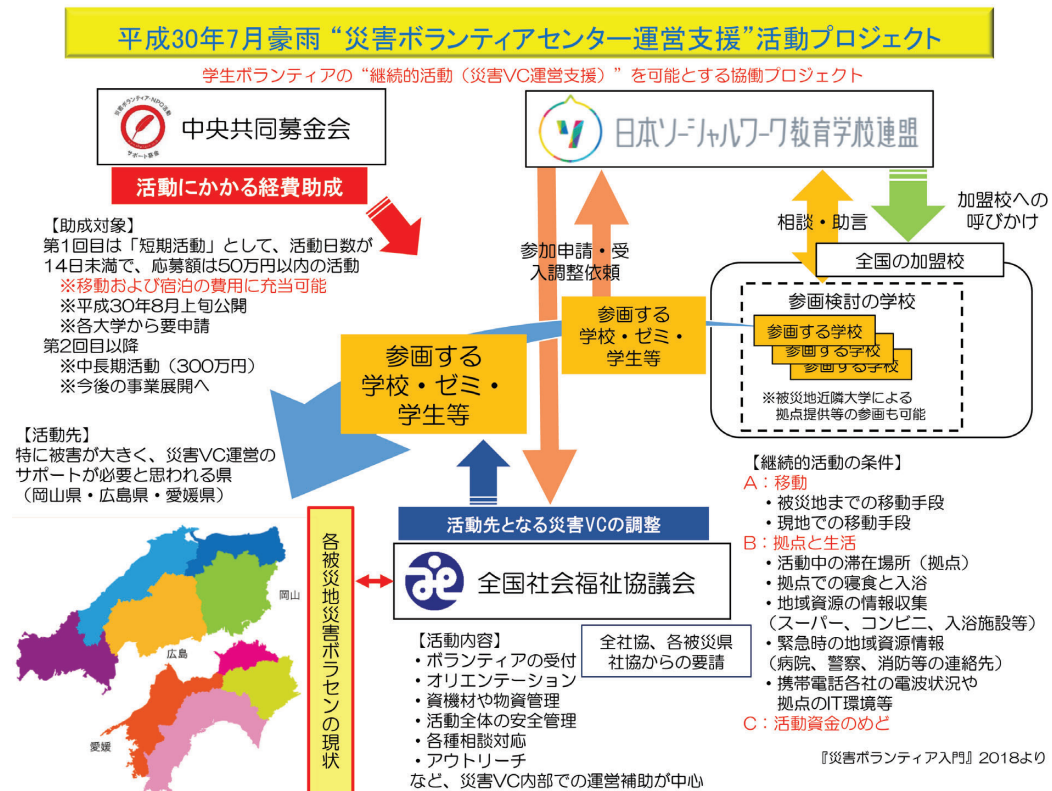 平成30年7月豪雨 “災害ボランティアセンター運営支援”活動プロジェクト
学生ボランティアの“継続的活動（災害VC運営支援）”を可能とする協働プロジェクト
災害ボランティア・NPO活動
サポート募金
中央共同募金会
活動にかかる経費助成
【助成対象】
第1回目は「短期活動」として、活動日数が
14日未満で、応募額は50万円以内の活動
※移動および宿泊の費用に充当可能
※平成30年8月上旬公開
※各大学から要申請
第2回目以降
※中長期活動（300万円）
※今後の事業展開へ
日本ソーシャルワーク教育学校連盟
参加申請・受
入調整依頼
相談・助言
加盟校への
呼びかけ
全国の加盟校
参画検討の学校
参画する学校
参画する学校
参画する学校
※被災地近隣大学による
拠点提供等の参画も可能
参画する
学校・ゼミ・
学生等
参画する
学校・ゼミ・
学生等
【活動先】
特に被害が大きく、災害VC運営の
サポートが必要と思われる県
（岡山県・広島県・愛媛県）
岡山
広島
愛媛
各被災地災害ボラセンの現状
活動先となる災害VCの調整
全国社会福祉協議会
全社協、各被災県
社協からの要請
【活動内容】
・ボランティアの受付
・オリエンテーション
・資機材や物資管理
・活動全体の安全管理
・各種相談対応
・アウトリーチ
など、災害VC内部での運営補助が中心
【継続的活動の条件】
A：移動
・被災地までの移動手段
・現地での移動手段
B：拠点と生活
・活動中の滞在場所（拠点）
・拠点での寝食と入浴
・地域資源の情報収集
（スーパー、コンビニ、入浴施設等）
・緊急時の地域資源情報
（病院、警察、消防等の連絡先）
・携帯電話各社の電波状況や
拠点のIT環境等
C：活動資金のめど
『災害ボランティア入門』2018より